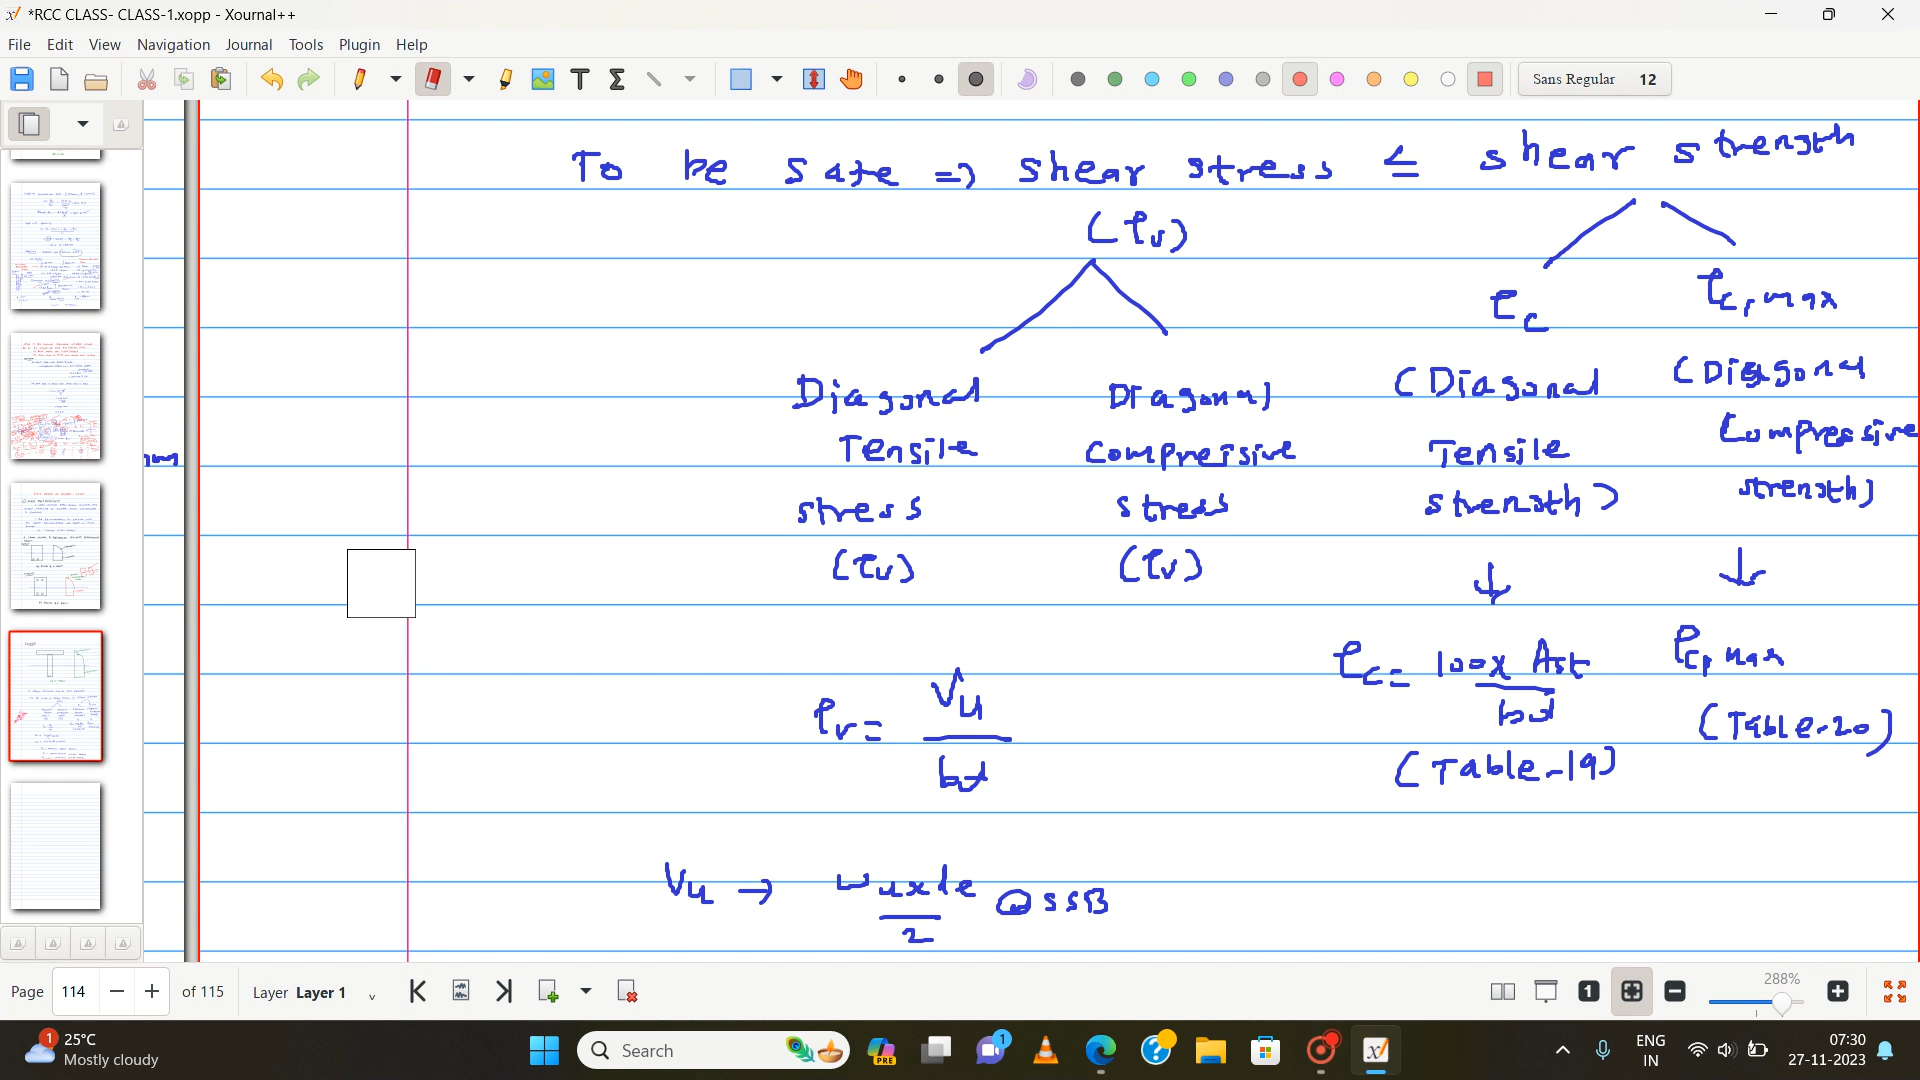 *RCC CLASS- CLASS-1.xopp - Xournal++
File Edit View Navigation Journal Tools Plugin Help
Sans Regular 12
To be safe => shear stress ≤ shear strength
(τv)
τc τc,max
Diagonal Diagonal (Diagonal (Diagonal
Tensile compressive Tensile compressive
stress stress strength) strength)
(τv) (τv)
↓ ↓
τv = Vu/bd τc = 100x Ast/bd τc,max
(Table-19) (Table-20)
Vu → wuxle/2 @ SSB
Page 114 of 115 Layer Layer 1 288%
25°C
Mostly cloudy
Search
PRE
ENG
IN
07:30
27-11-2023